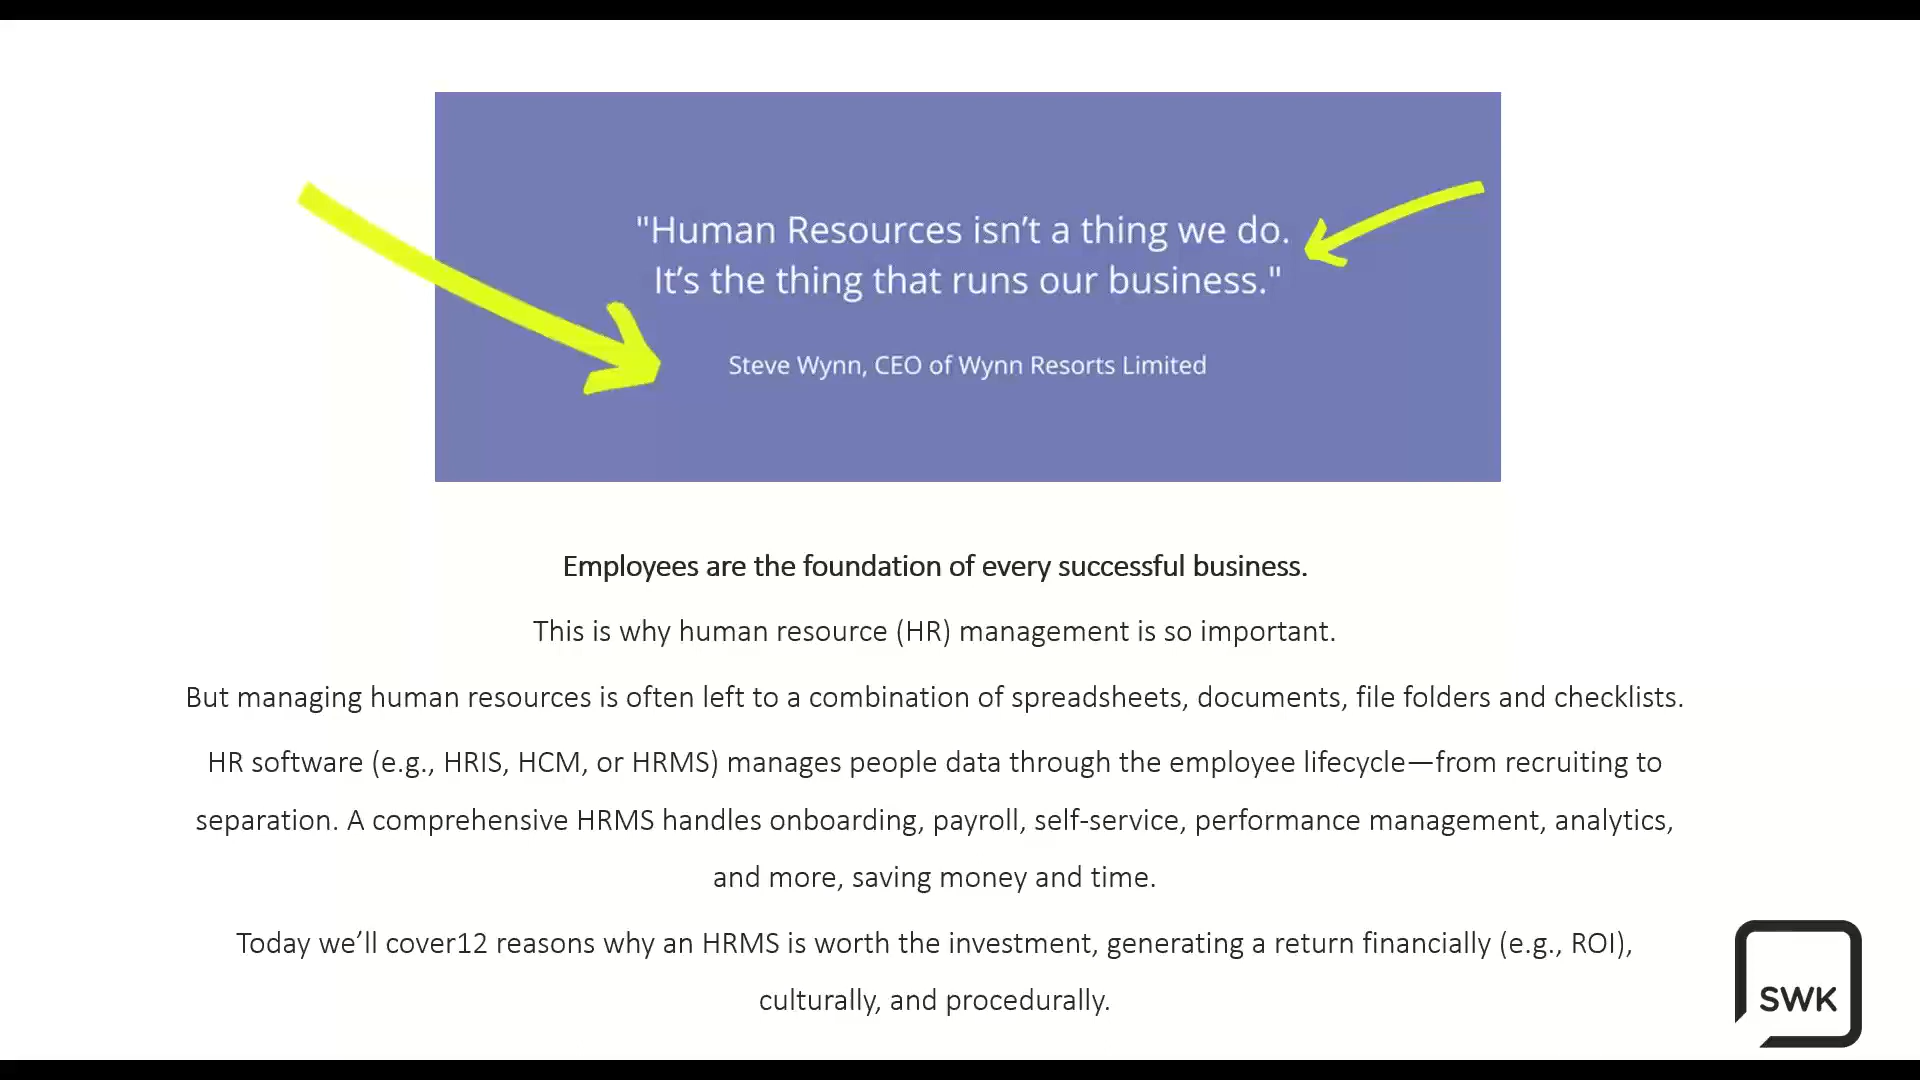 "Human Resources isn’t a thing we do.
It’s the thing that runs our business."
Steve Wynn, CEO of Wynn Resorts Limited
Employees are the foundation of every successful business.
This is why human resource (HR) management is so important.
But managing human resources is often left to a combination of spreadsheets, documents, file folders and checklists.
HR software (e.g., HRIS, HCM, or HRMS) manages people data through the employee lifecycle—from recruiting to
separation. A comprehensive HRMS handles onboarding, payroll, self-service, performance management, analytics,
and more, saving money and time.
Today we’ll cover12 reasons why an HRMS is worth the investment, generating a return financially (e.g., ROI),
culturally, and procedurally.
SWK